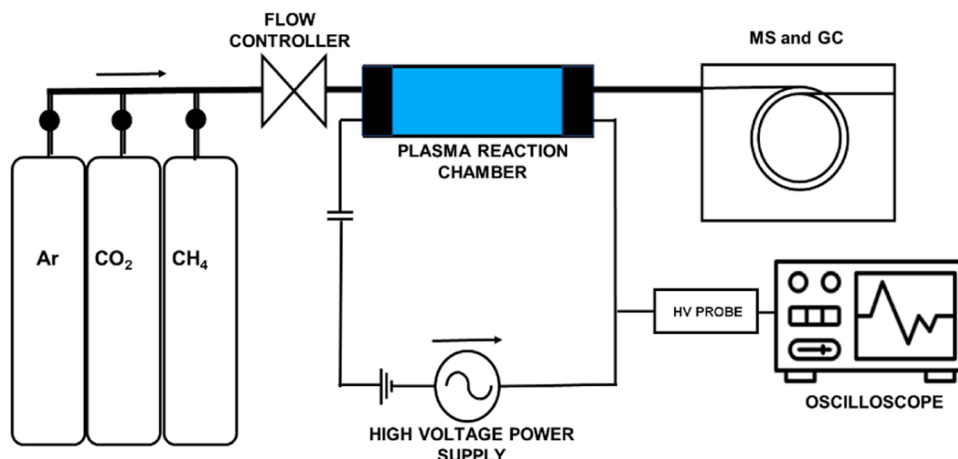 FLOW
CONTROLLER
MS and GC
PLASMA REACTION
CHAMBER
Ar
CO₂
CH₄
HV PROBE
OSCILLOSCOPE
HIGH VOLTAGE POWER
SUPPLY